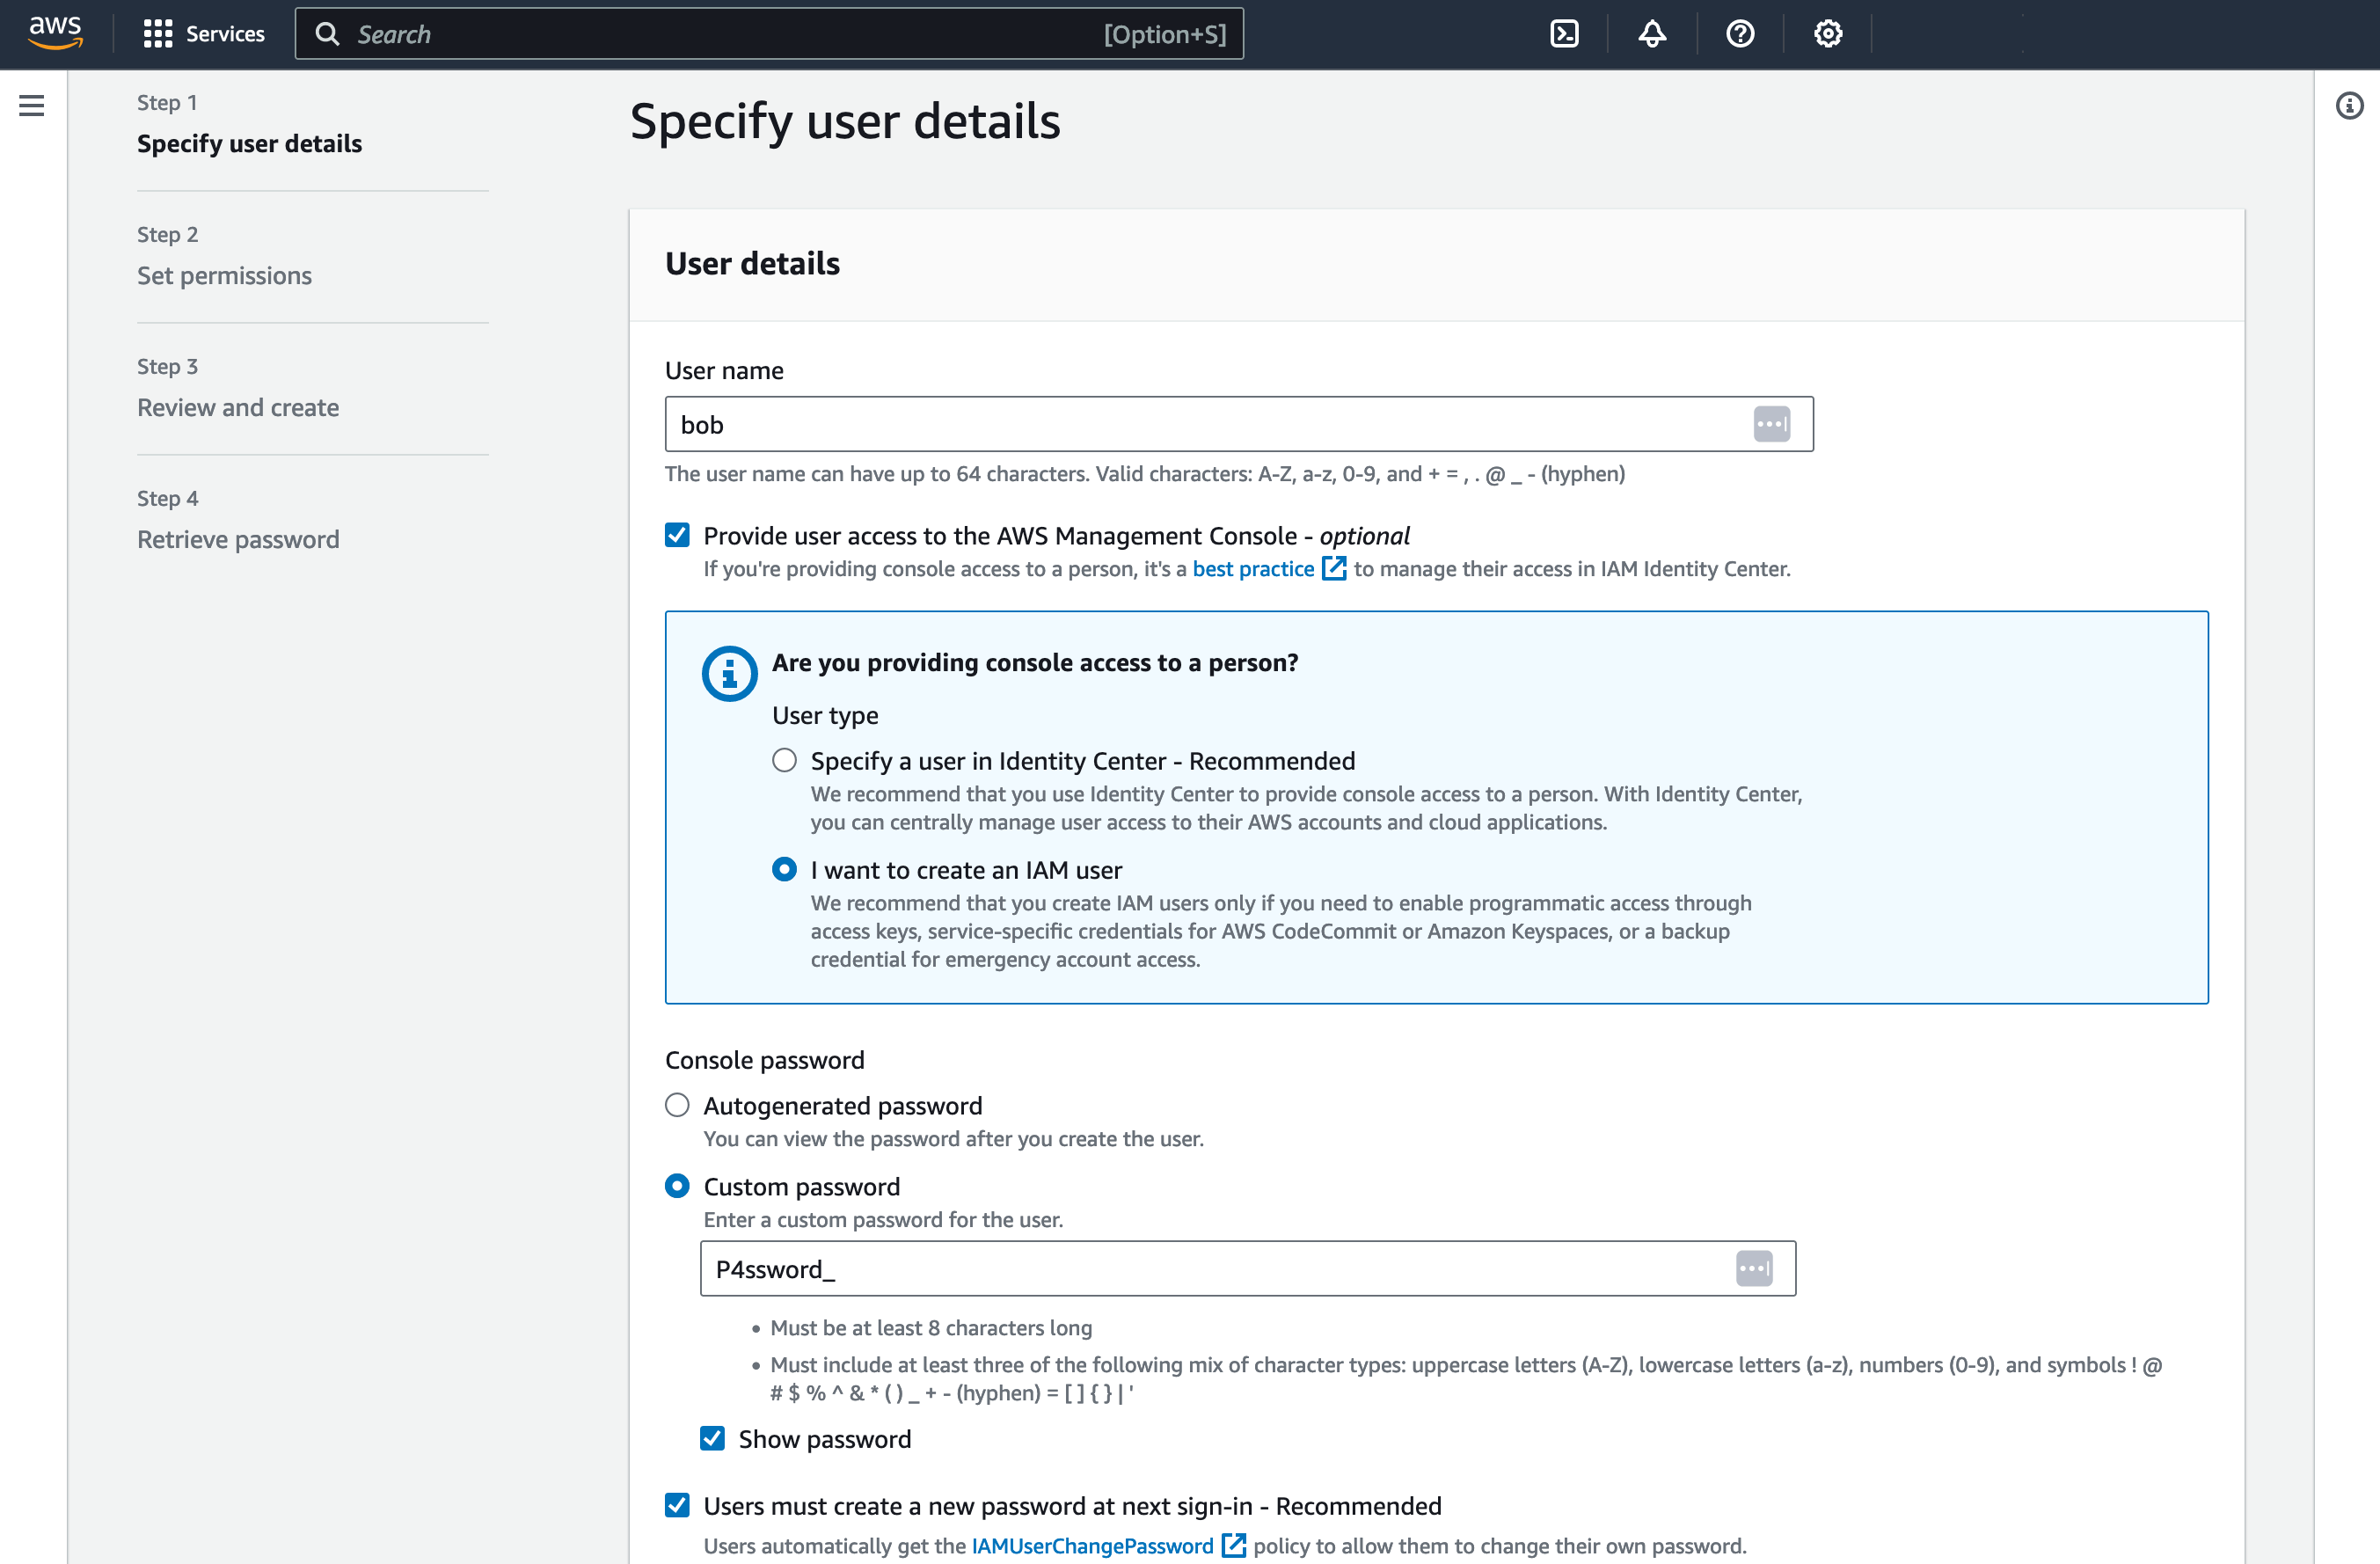 aws
Services
Search
[Option+S]
Step 1
Specify user details
Step 2
Set permissions
Step 3
Review and create
Step 4
Retrieve password
Specify user details
User details
User name
bob
The user name can have up to 64 characters. Valid characters: A-Z, a-z, 0-9, and + = , . @ _ - (hyphen)
Provide user access to the AWS Management Console - optional
If you're providing console access to a person, it's a best practice to manage their access in IAM Identity Center.
Are you providing console access to a person?
User type
Specify a user in Identity Center - Recommended
We recommend that you use Identity Center to provide console access to a person. With Identity Center,
you can centrally manage user access to their AWS accounts and cloud applications.
I want to create an IAM user
We recommend that you create IAM users only if you need to enable programmatic access through
access keys, service-specific credentials for AWS CodeCommit or Amazon Keyspaces, or a backup
credential for emergency account access.
Console password
Autogenerated password
You can view the password after you create the user.
Custom password
Enter a custom password for the user.
P4ssword_
• Must be at least 8 characters long
• Must include at least three of the following mix of character types: uppercase letters (A-Z), lowercase letters (a-z), numbers (0-9), and symbols ! @
# $ % ^ & * ( ) _ + - (hyphen) = [ ] { } | '
Show password
Users must create a new password at next sign-in - Recommended
Users automatically get the IAMUserChangePassword policy to allow them to change their own password.